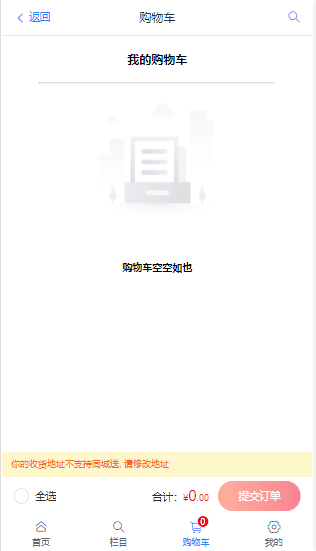 返回 购物车
我的购物车
购物车空空如也
你的收货地址不支持同城送, 请修改地址
全选 合计: ¥0.00 提交订单
0
首页 栏目 购物车 我的